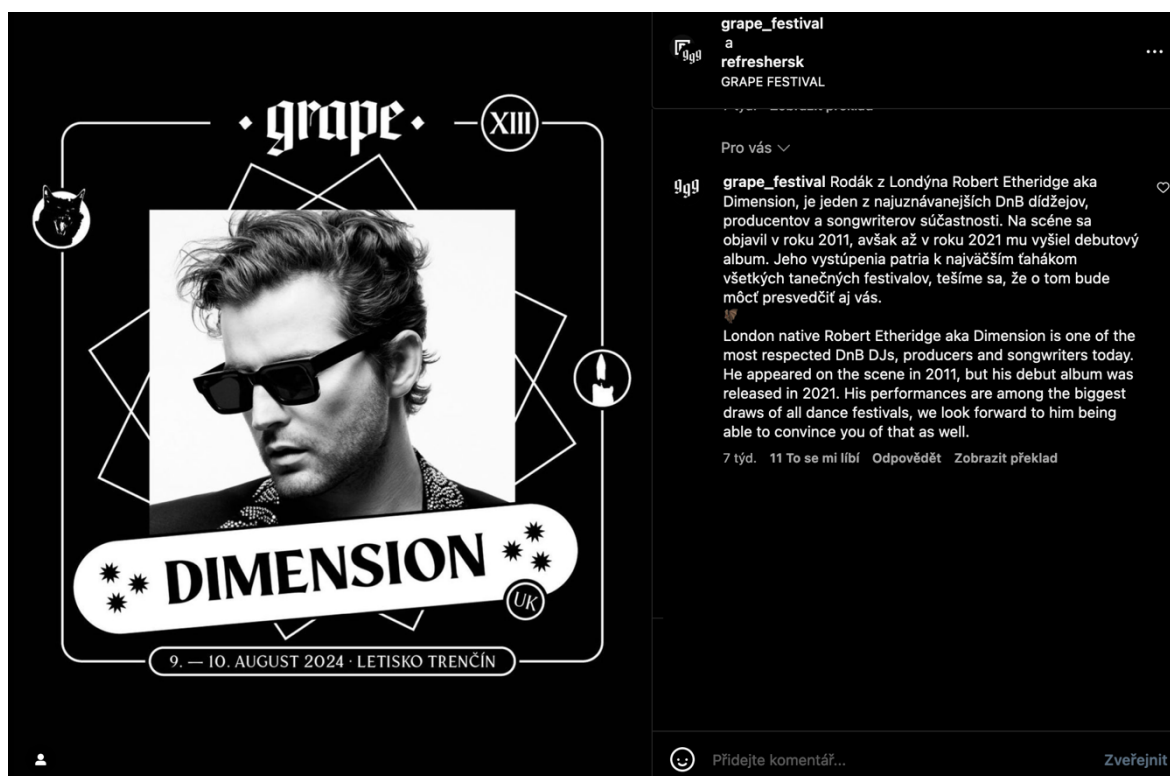 grape
XIII
DIMENSION
UK
9. — 10. AUGUST 2024 · LETISKO TRENČÍN
ggg
grape_festival
a
refreshersk
GRAPE FESTIVAL
Pro vás
ggg
grape_festival Rodák z Londýna Robert Etheridge aka
Dimension, je jeden z najuznávanejších DnB dídžejov,
producentov a songwriterov súčastnosti. Na scéne sa
objavil v roku 2011, avšak až v roku 2021 mu vyšiel debutový
album. Jeho vystúpenia patria k najväčším ťahákom
všetkých tanečných festivalov, tešíme sa, že o tom bude
môcť presvedčiť aj vás.
London native Robert Etheridge aka Dimension is one of the
most respected DnB DJs, producers and songwriters today.
He appeared on the scene in 2011, but his debut album was
released in 2021. His performances are among the biggest
draws of all dance festivals, we look forward to him being
able to convince you of that as well.
7 týd. 11 To se mi líbí Odpovědět Zobrazit překlad
Přidejte komentář...
Zveřejnit